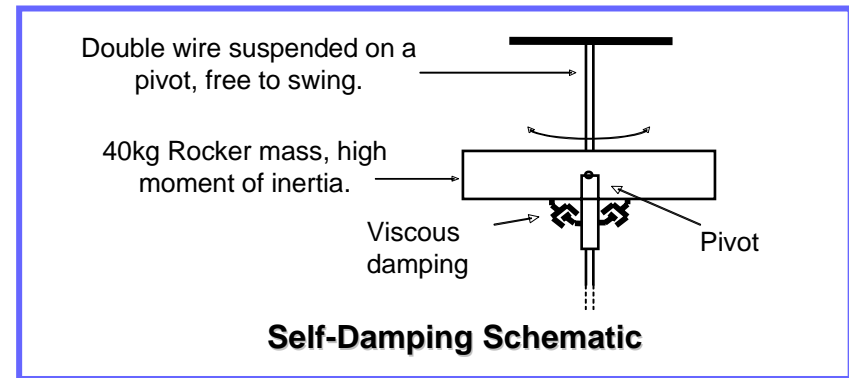 Double wire suspended on a
pivot, free to swing.
40kg Rocker mass, high
moment of inertia.
Viscous
damping
Pivot
Self-Damping Schematic